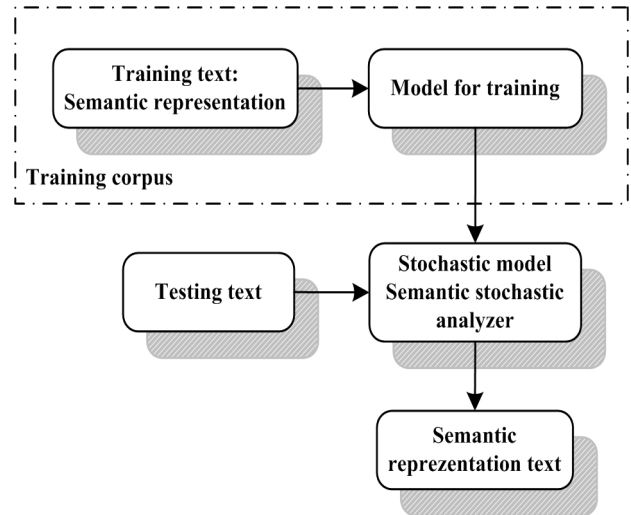 Training text:
Semantic representation
Model for training
Training corpus
Testing text
Stochastic model
Semantic stochastic
analyzer
Semantic
reprezentation text